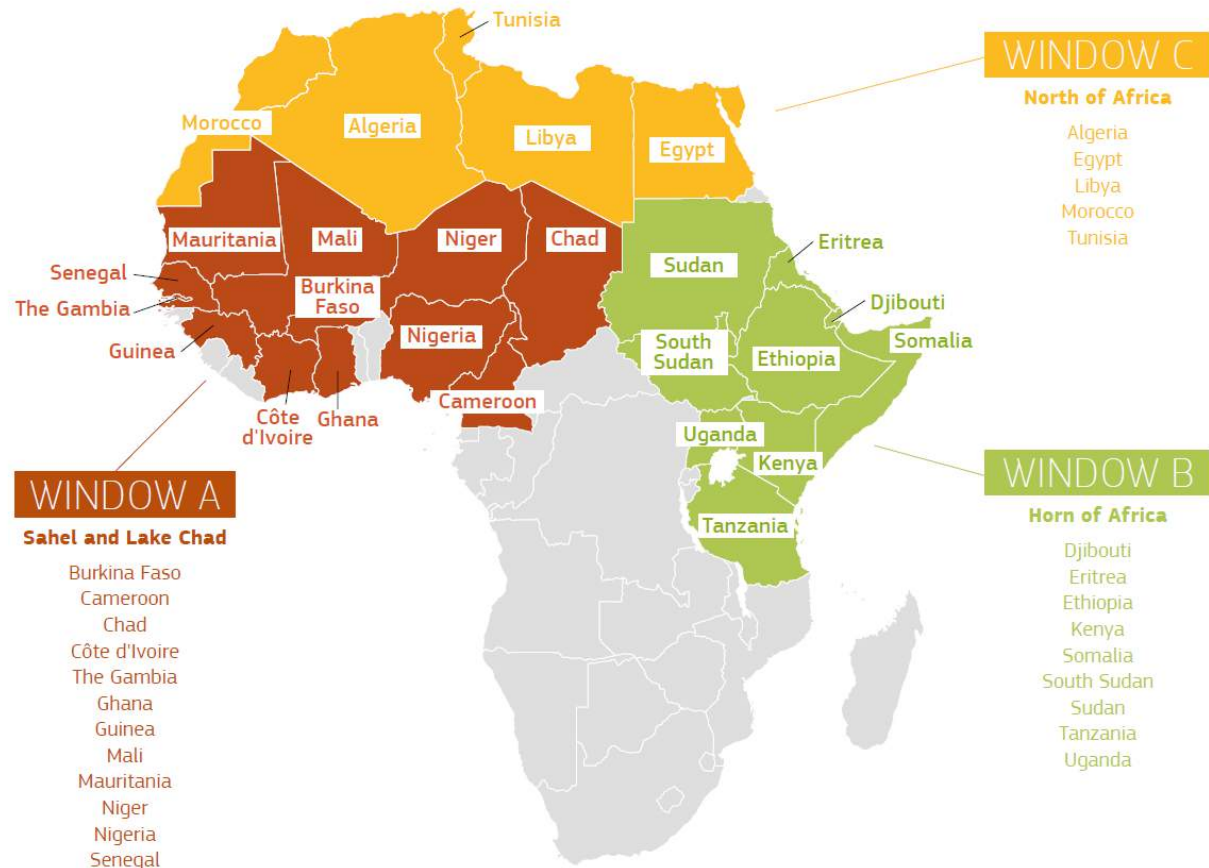 Tunisia
Morocco
Algeria
Libya
Egypt
Mauritania
Mali
Niger
Chad
Senegal
The Gambia
Burkina
Faso
Guinea
Nigeria
Côte
d'Ivoire
Ghana
Cameroon
Sudan
Eritrea
Djibouti
South
Sudan
Ethiopia
Somalia
Uganda
Kenya
Tanzania
WINDOW C
North of Africa
Algeria
Egypt
Libya
Morocco
Tunisia
WINDOW A
Sahel and Lake Chad
Burkina Faso
Cameroon
Chad
Côte d'Ivoire
The Gambia
Ghana
Guinea
Mali
Mauritania
Niger
Nigeria
Senegal
WINDOW B
Horn of Africa
Djibouti
Eritrea
Ethiopia
Kenya
Somalia
South Sudan
Sudan
Tanzania
Uganda